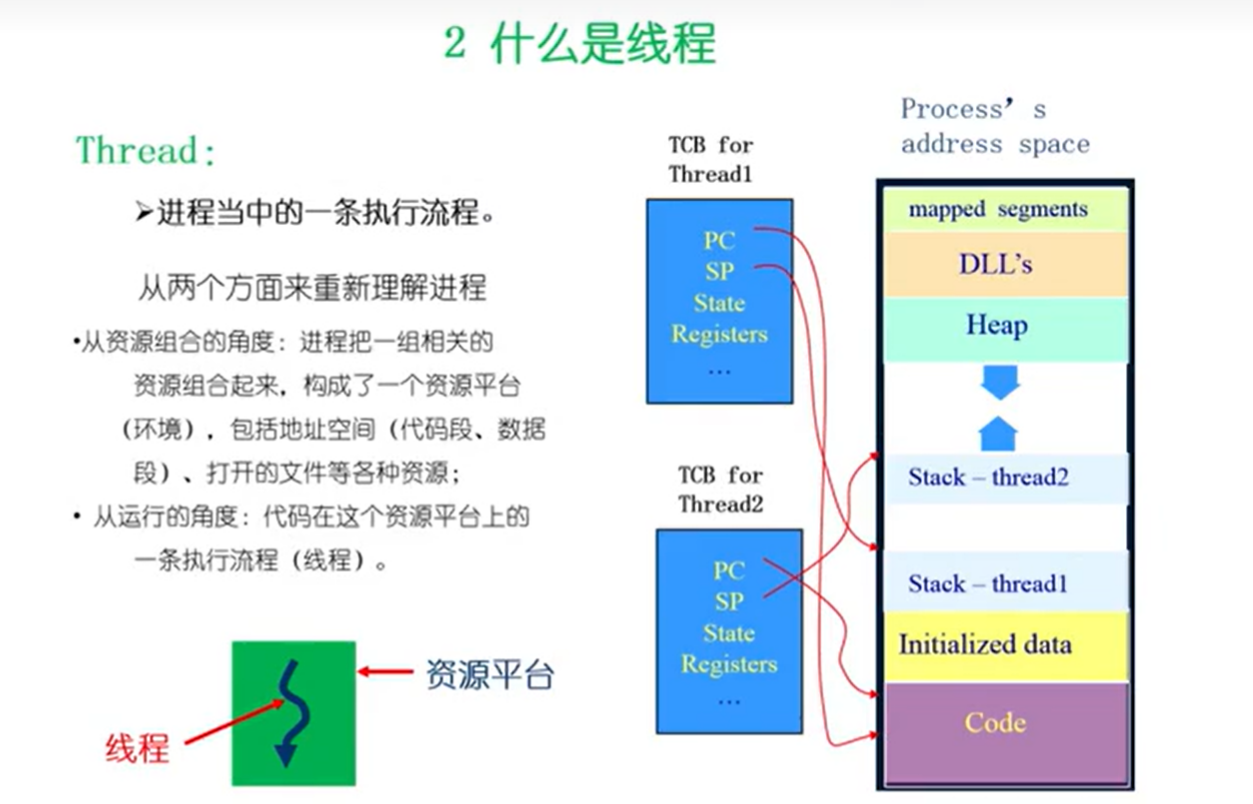 2 什么是线程
Thread:
➢进程当中的一条执行流程。
从两个方面来重新理解进程
•从资源组合的角度：进程把一组相关的
资源组合起来，构成了一个资源平台
（环境），包括地址空间（代码段、数据
段）、打开的文件等各种资源；
• 从运行的角度：代码在这个资源平台上的
一条执行流程（线程）。
资源平台
线程
TCB for
Thread1
PC
SP
State
Registers
...
TCB for
Thread2
PC
SP
State
Registers
...
Process' s
address space
mapped segments
DLL's
Heap
Stack – thread2
Stack – thread1
Initialized data
Code